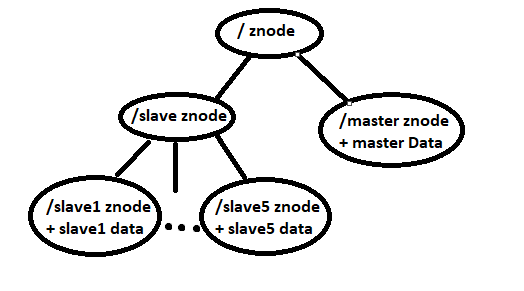 / znode
/slave znode
/master znode
+ master Data
/slave1 znode
+ slave1 data
/slave5 znode
+ slave5 data